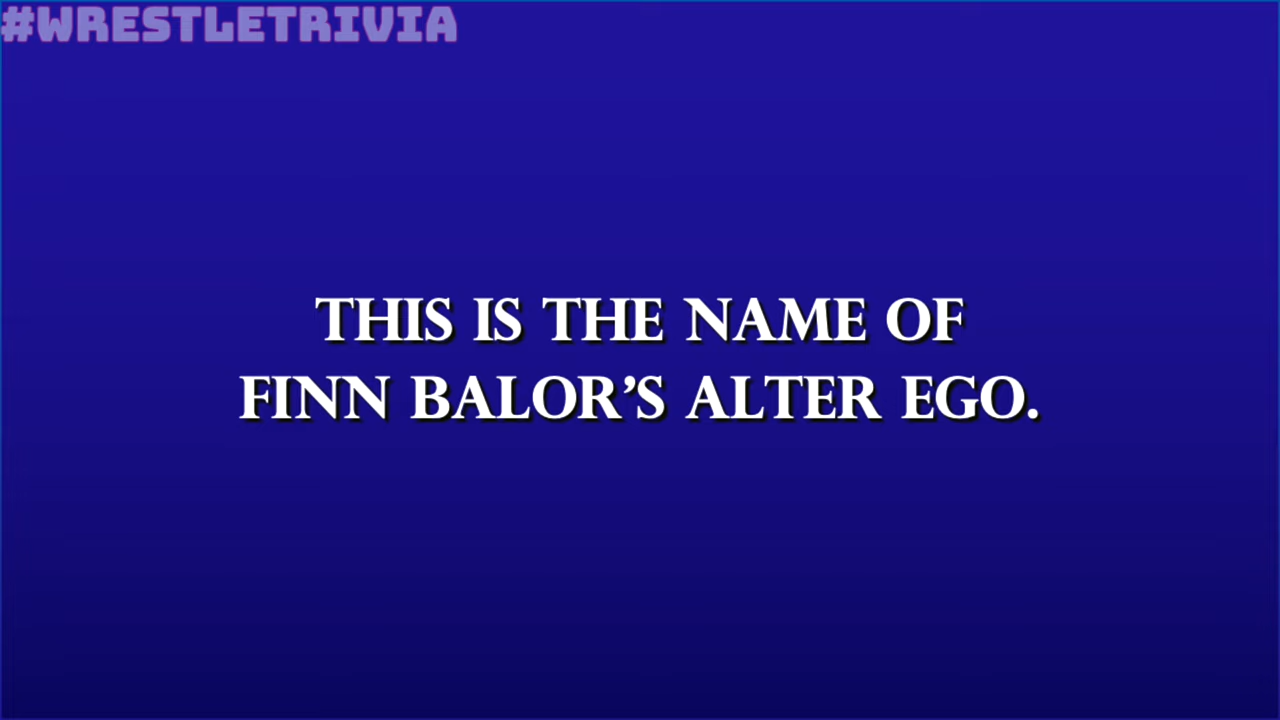 #WRESTLETRIVIA
THIS IS THE NAME OF
FINN BALOR’S ALTER EGO.